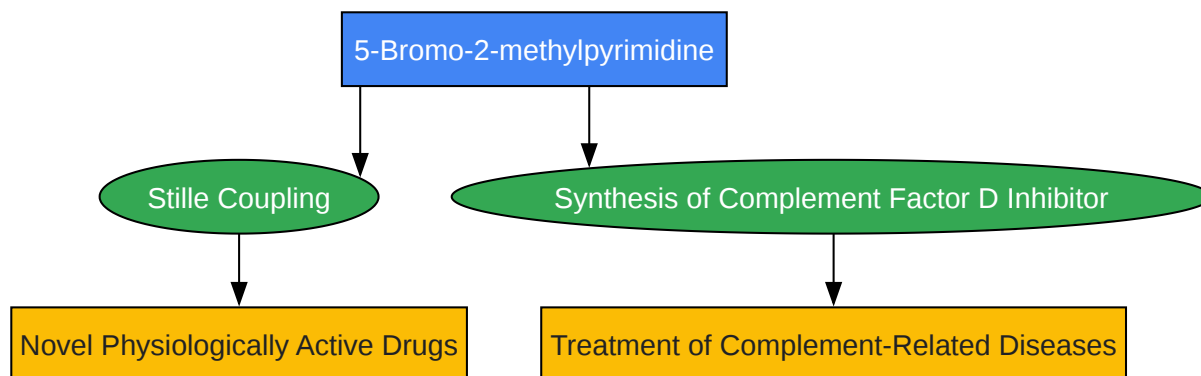 5-Bromo-2-methylpyrimidine
Stille Coupling
Synthesis of Complement Factor D Inhibitor
Novel Physiologically Active Drugs
Treatment of Complement-Related Diseases